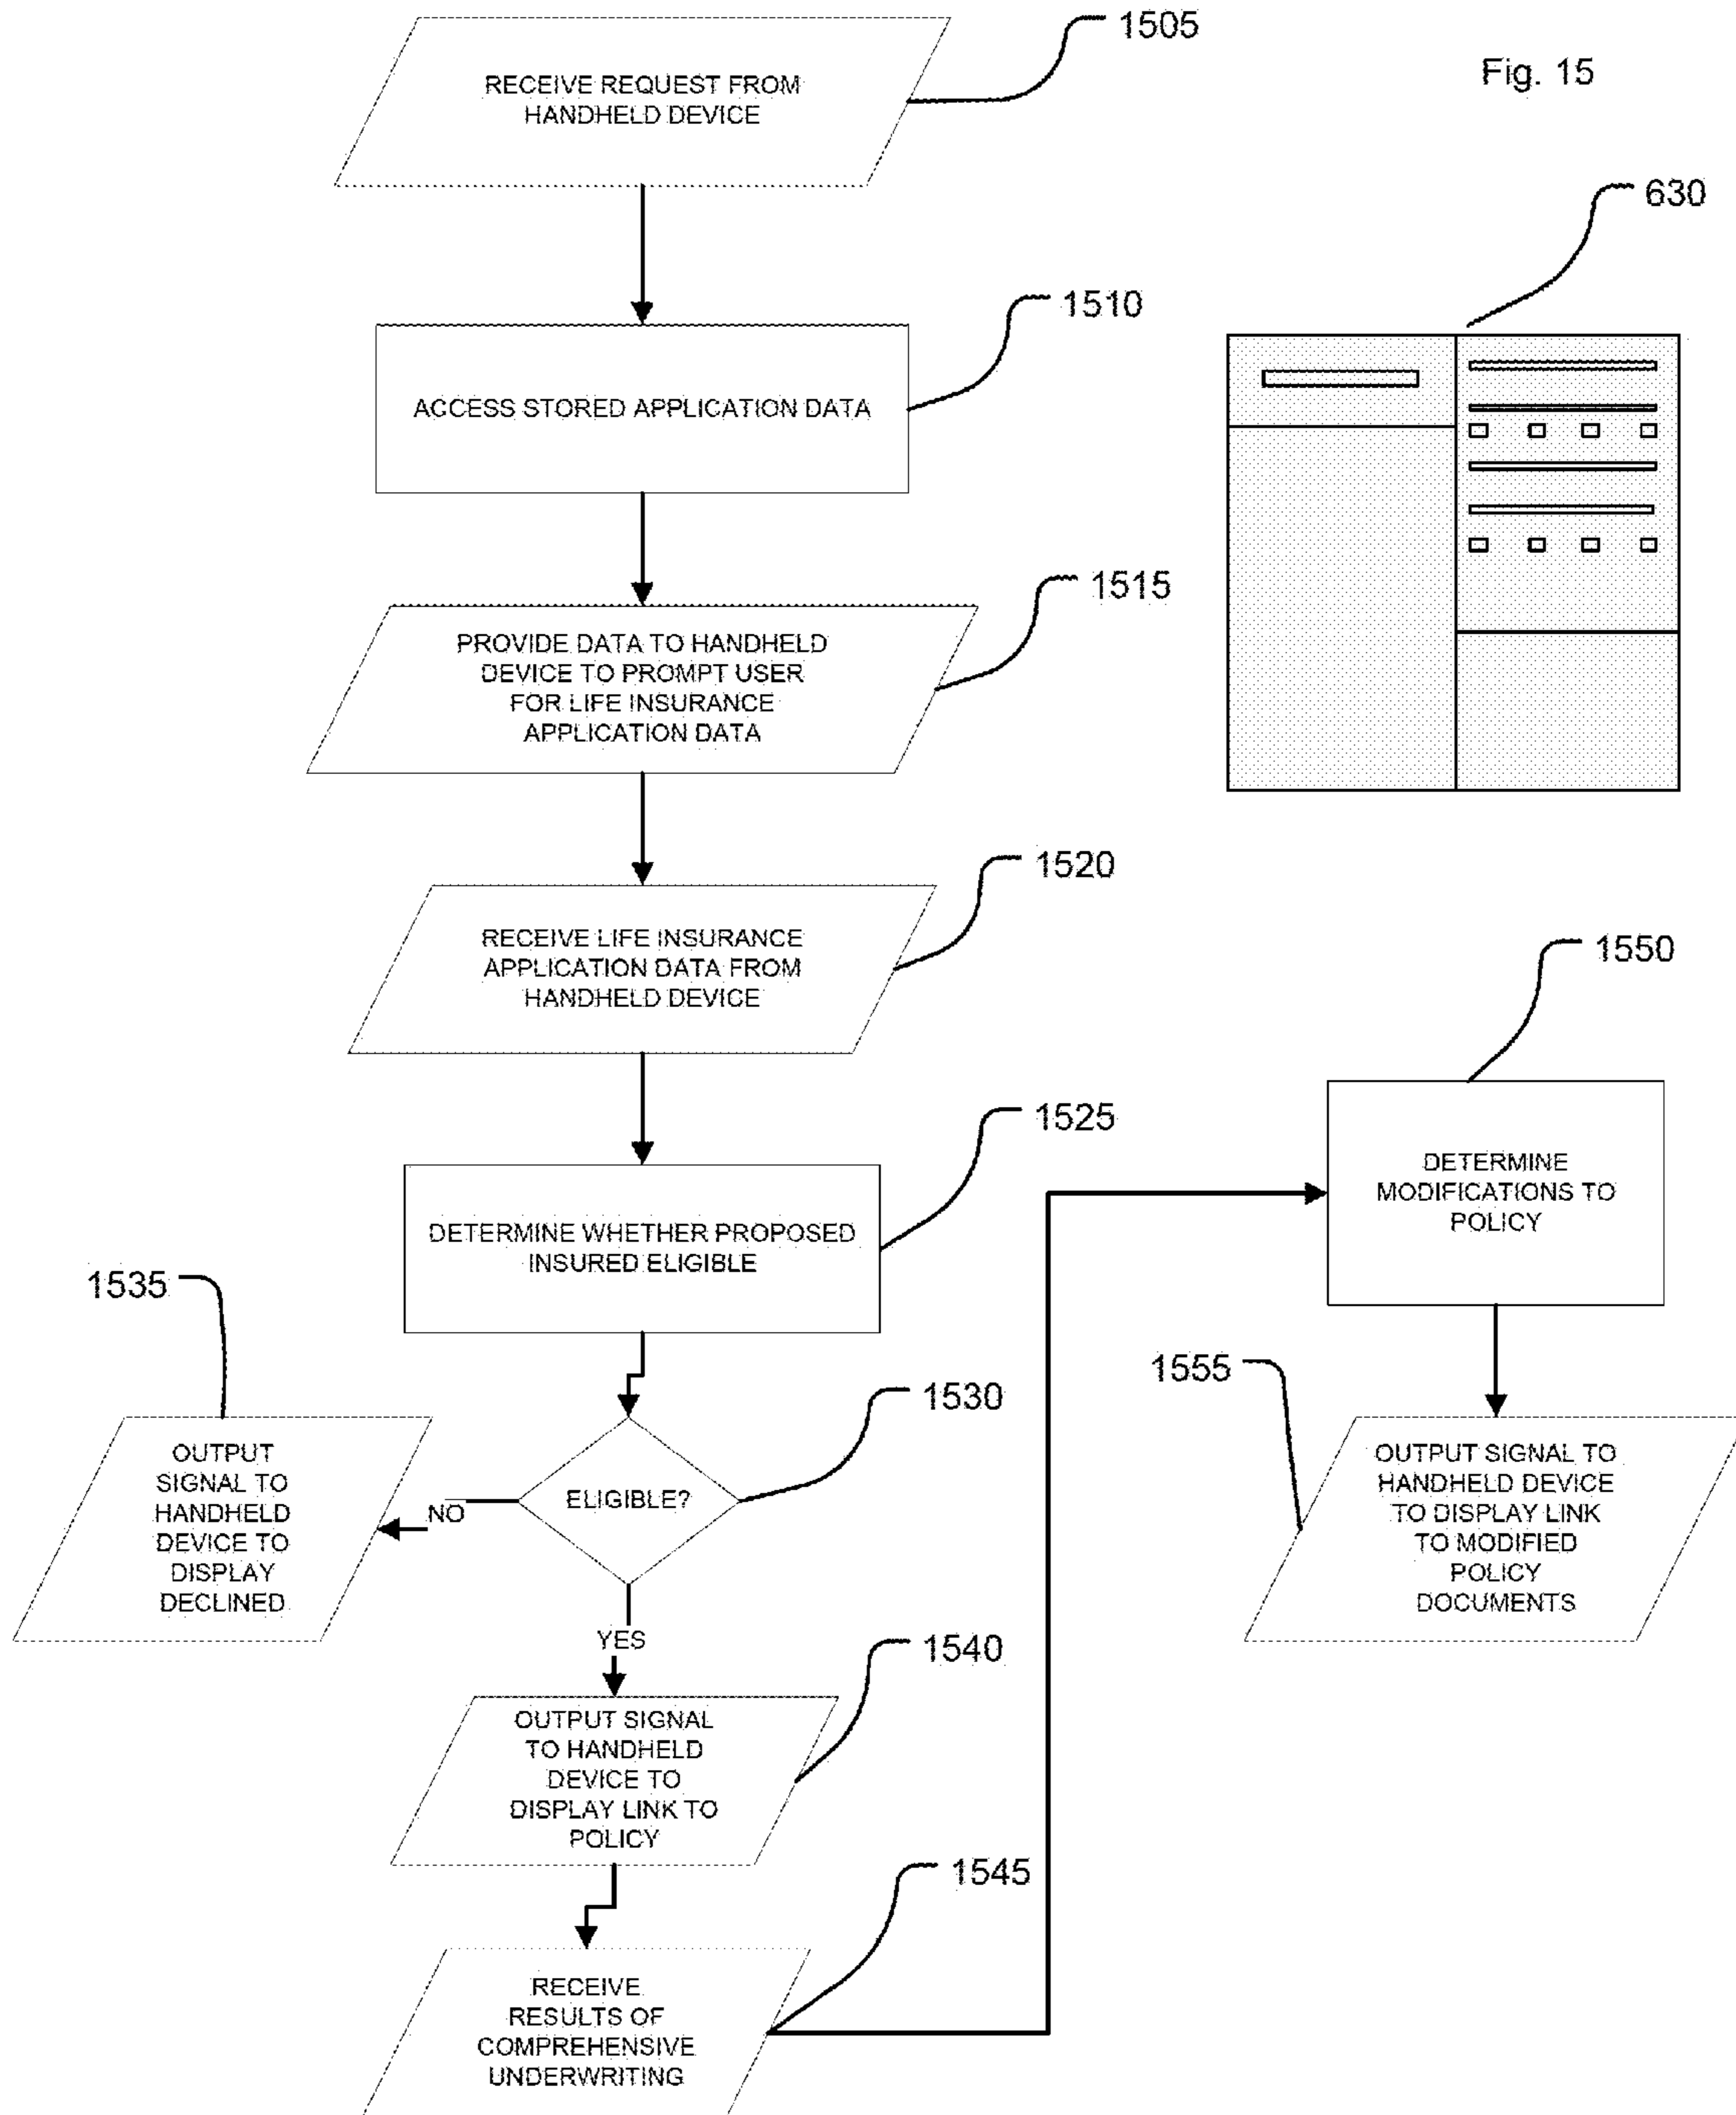 1505
Fig. 15
RECEIVE REQUEST FROM
HANDHELD DEVICE
630
1510
ACCESS STORED APPLICATION DATA
1515
PROVIDE DATA TO HANDHELD
DEVICE TO PROMPT USER
FOR LIFE INSURANCE
APPLICATION DATA
1520
RECEIVE LIFE INSURANCE
APPLICATION DATA FROM
HANDHELD DEVICE
1525
DETERMINE WHETHER PROPOSED
INSURED ELIGIBLE
1530
ELIGIBLE?
NO
1535
OUTPUT
SIGNAL TO
HANDHELD
DEVICE TO
DISPLAY
DECLINED
YES
1540
OUTPUT SIGNAL
TO HANDHELD
DEVICE TO
DISPLAY LINK TO
POLICY
1545
RECEIVE
RESULTS OF
COMPREHENSIVE
UNDERWRITING
1550
DETERMINE
MODIFICATIONS TO
POLICY
1555
OUTPUT SIGNAL TO
HANDHELD DEVICE
TO DISPLAY LINK
TO MODIFIED
POLICY
DOCUMENTS